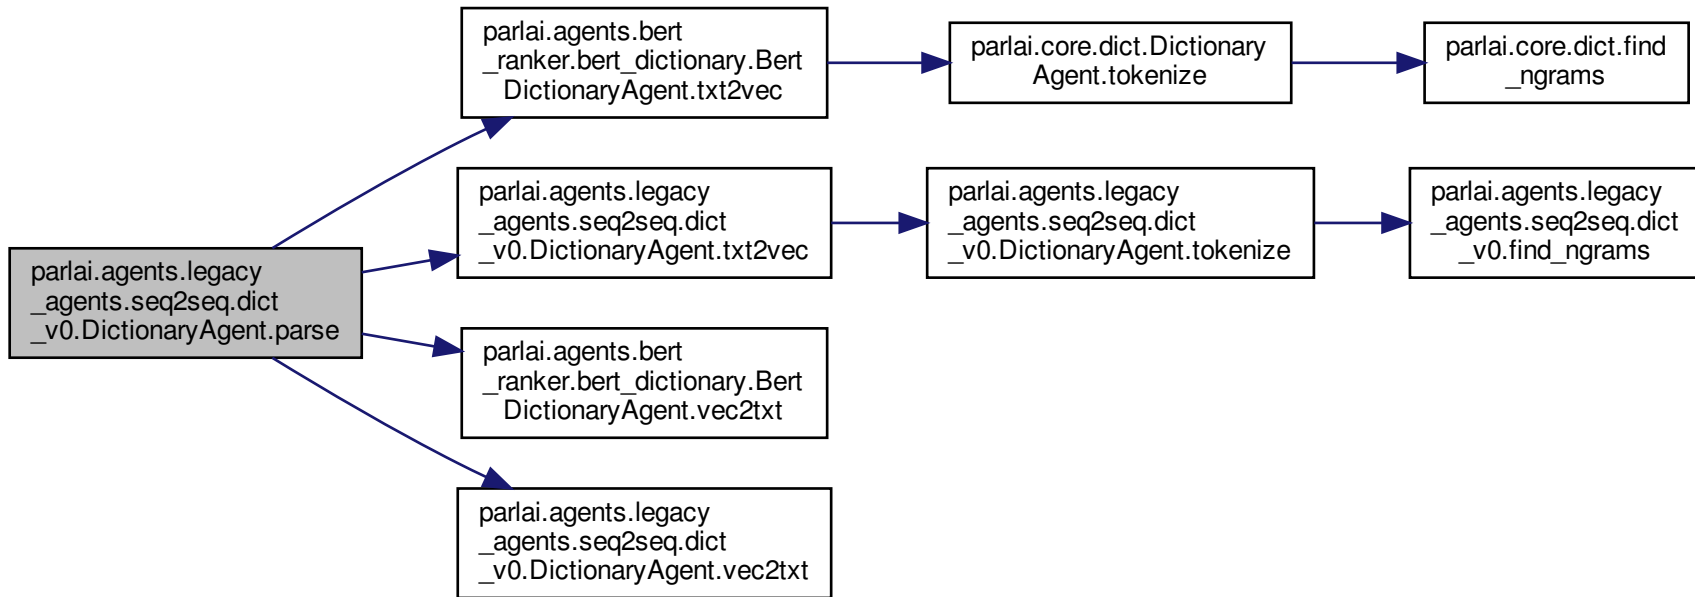 parlai.agents.legacy
_agents.seq2seq.dict
_v0.DictionaryAgent.parse
parlai.agents.bert
_ranker.bert_dictionary.Bert
DictionaryAgent.txt2vec
parlai.core.dict.Dictionary
Agent.tokenize
parlai.core.dict.find
_ngrams
parlai.agents.legacy
_agents.seq2seq.dict
_v0.DictionaryAgent.txt2vec
parlai.agents.legacy
_agents.seq2seq.dict
_v0.DictionaryAgent.tokenize
parlai.agents.legacy
_agents.seq2seq.dict
_v0.find_ngrams
parlai.agents.bert
_ranker.bert_dictionary.Bert
DictionaryAgent.vec2txt
parlai.agents.legacy
_agents.seq2seq.dict
_v0.DictionaryAgent.vec2txt